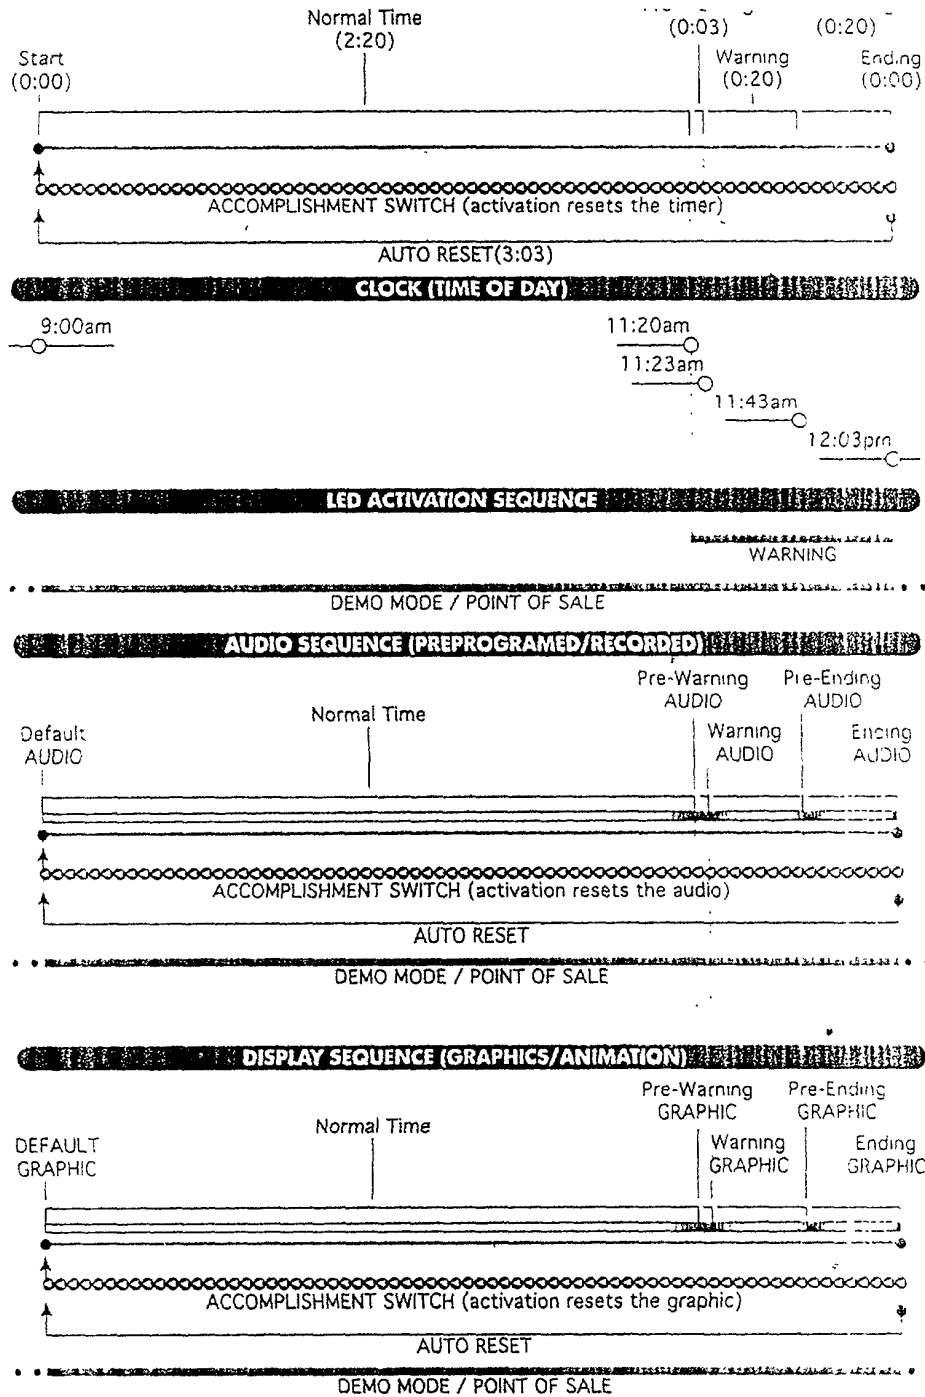 Normal Time
(2:20)
(0:03)
(0:20)
Start
(0:00)
Warning
(0:20)
Ending
(0:00)
ACCOMPLISHMENT SWITCH (activation resets the timer)
AUTO RESET(3:03)
CLOCK (TIME OF DAY)
9:00am
11:20am
11:23am
11:43am
12:03pm
LED ACTIVATION SEQUENCE
WARNING
DEMO MODE / POINT OF SALE
AUDIO SEQUENCE (PREPROGRAMED/RECORDED)
Pre-Warning
AUDIO
Pre-Ending
AUDIO
Normal Time
Default
AUDIO
Warning
AUDIO
Ending
AUDIO
ACCOMPLISHMENT SWITCH (activation resets the audio)
AUTO RESET
DEMO MODE / POINT OF SALE
DISPLAY SEQUENCE (GRAPHICS/ANIMATION)
Pre-Warning
GRAPHIC
Pre-Ending
GRAPHIC
Normal Time
DEFAULT
GRAPHIC
Warning
GRAPHIC
Ending
GRAPHIC
ACCOMPLISHMENT SWITCH (activation resets the graphic)
AUTO RESET
DEMO MODE / POINT OF SALE